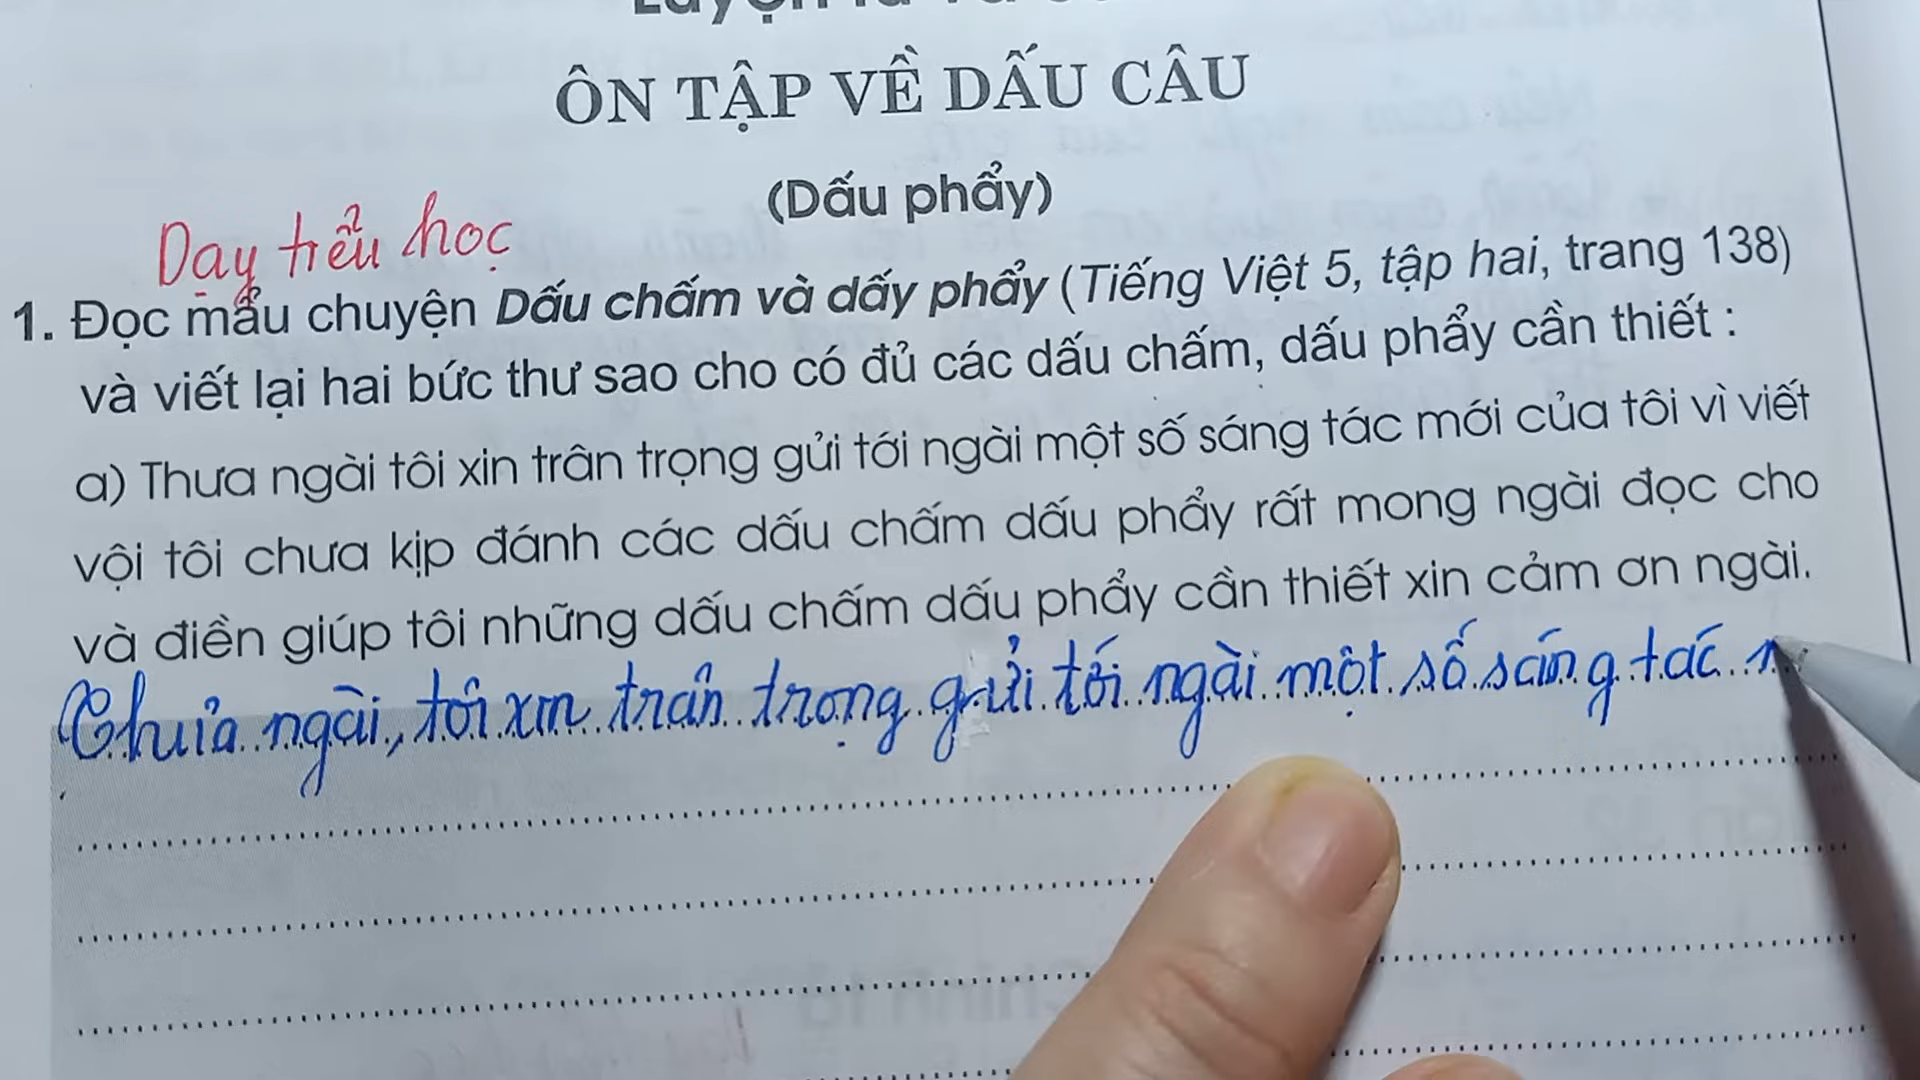 ÔN TẬP VỀ DẤU CÂU
(Dấu phẩy)
Dạy tiểu học
1. Đọc mẩu chuyện Dấu chấm và dấy phẩy (Tiếng Việt 5, tập hai, trang 138)
và viết lại hai bức thư sao cho có đủ các dấu chấm, dấu phẩy cần thiết :
a) Thưa ngài tôi xin trân trọng gửi tới ngài một số sáng tác mới của tôi vì viết
vội tôi chưa kịp đánh các dấu chấm dấu phẩy rất mong ngài đọc cho
và điền giúp tôi những dấu chấm dấu phẩy cần thiết xin cảm ơn ngài.
Thưa ngài, tôi xin trân trọng gửi tới ngài một số sáng tác